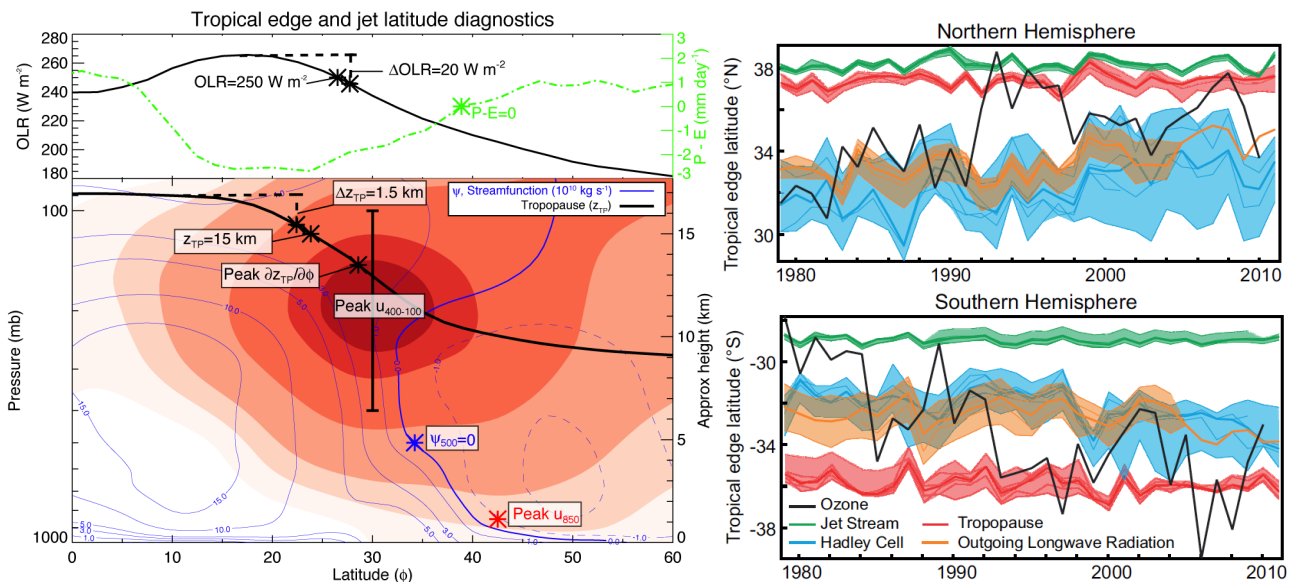 Tropical edge and jet latitude diagnostics
280
260
240
220
200
180
OLR (W m⁻²)
OLR=250 W m⁻²
ΔOLR=20 W m⁻²
P-E=0
3
2
1
0
-1
-2
-3
P - E (mm day⁻¹)
100
1000
Pressure (mb)
ΔzTP=1.5 km
zTP=15 km
Peak ∂zTP/∂ϕ
Peak u400-100
ψ, Streamfunction (10¹⁰ kg s⁻¹)
Tropopause (zTP)
ψ500=0
Peak u850
15
10
5
0
Approx height (km)
0 10 20 30 40 50 60
Latitude (ϕ)
Northern Hemisphere
38
34
30
Tropical edge latitude (°N)
1980 1990 2000 2010
Southern Hemisphere
-30
-34
-38
Tropical edge latitude (°S)
Ozone
Jet Stream
Hadley Cell
Tropopause
Outgoing Longwave Radiation
1980 1990 2000 2010